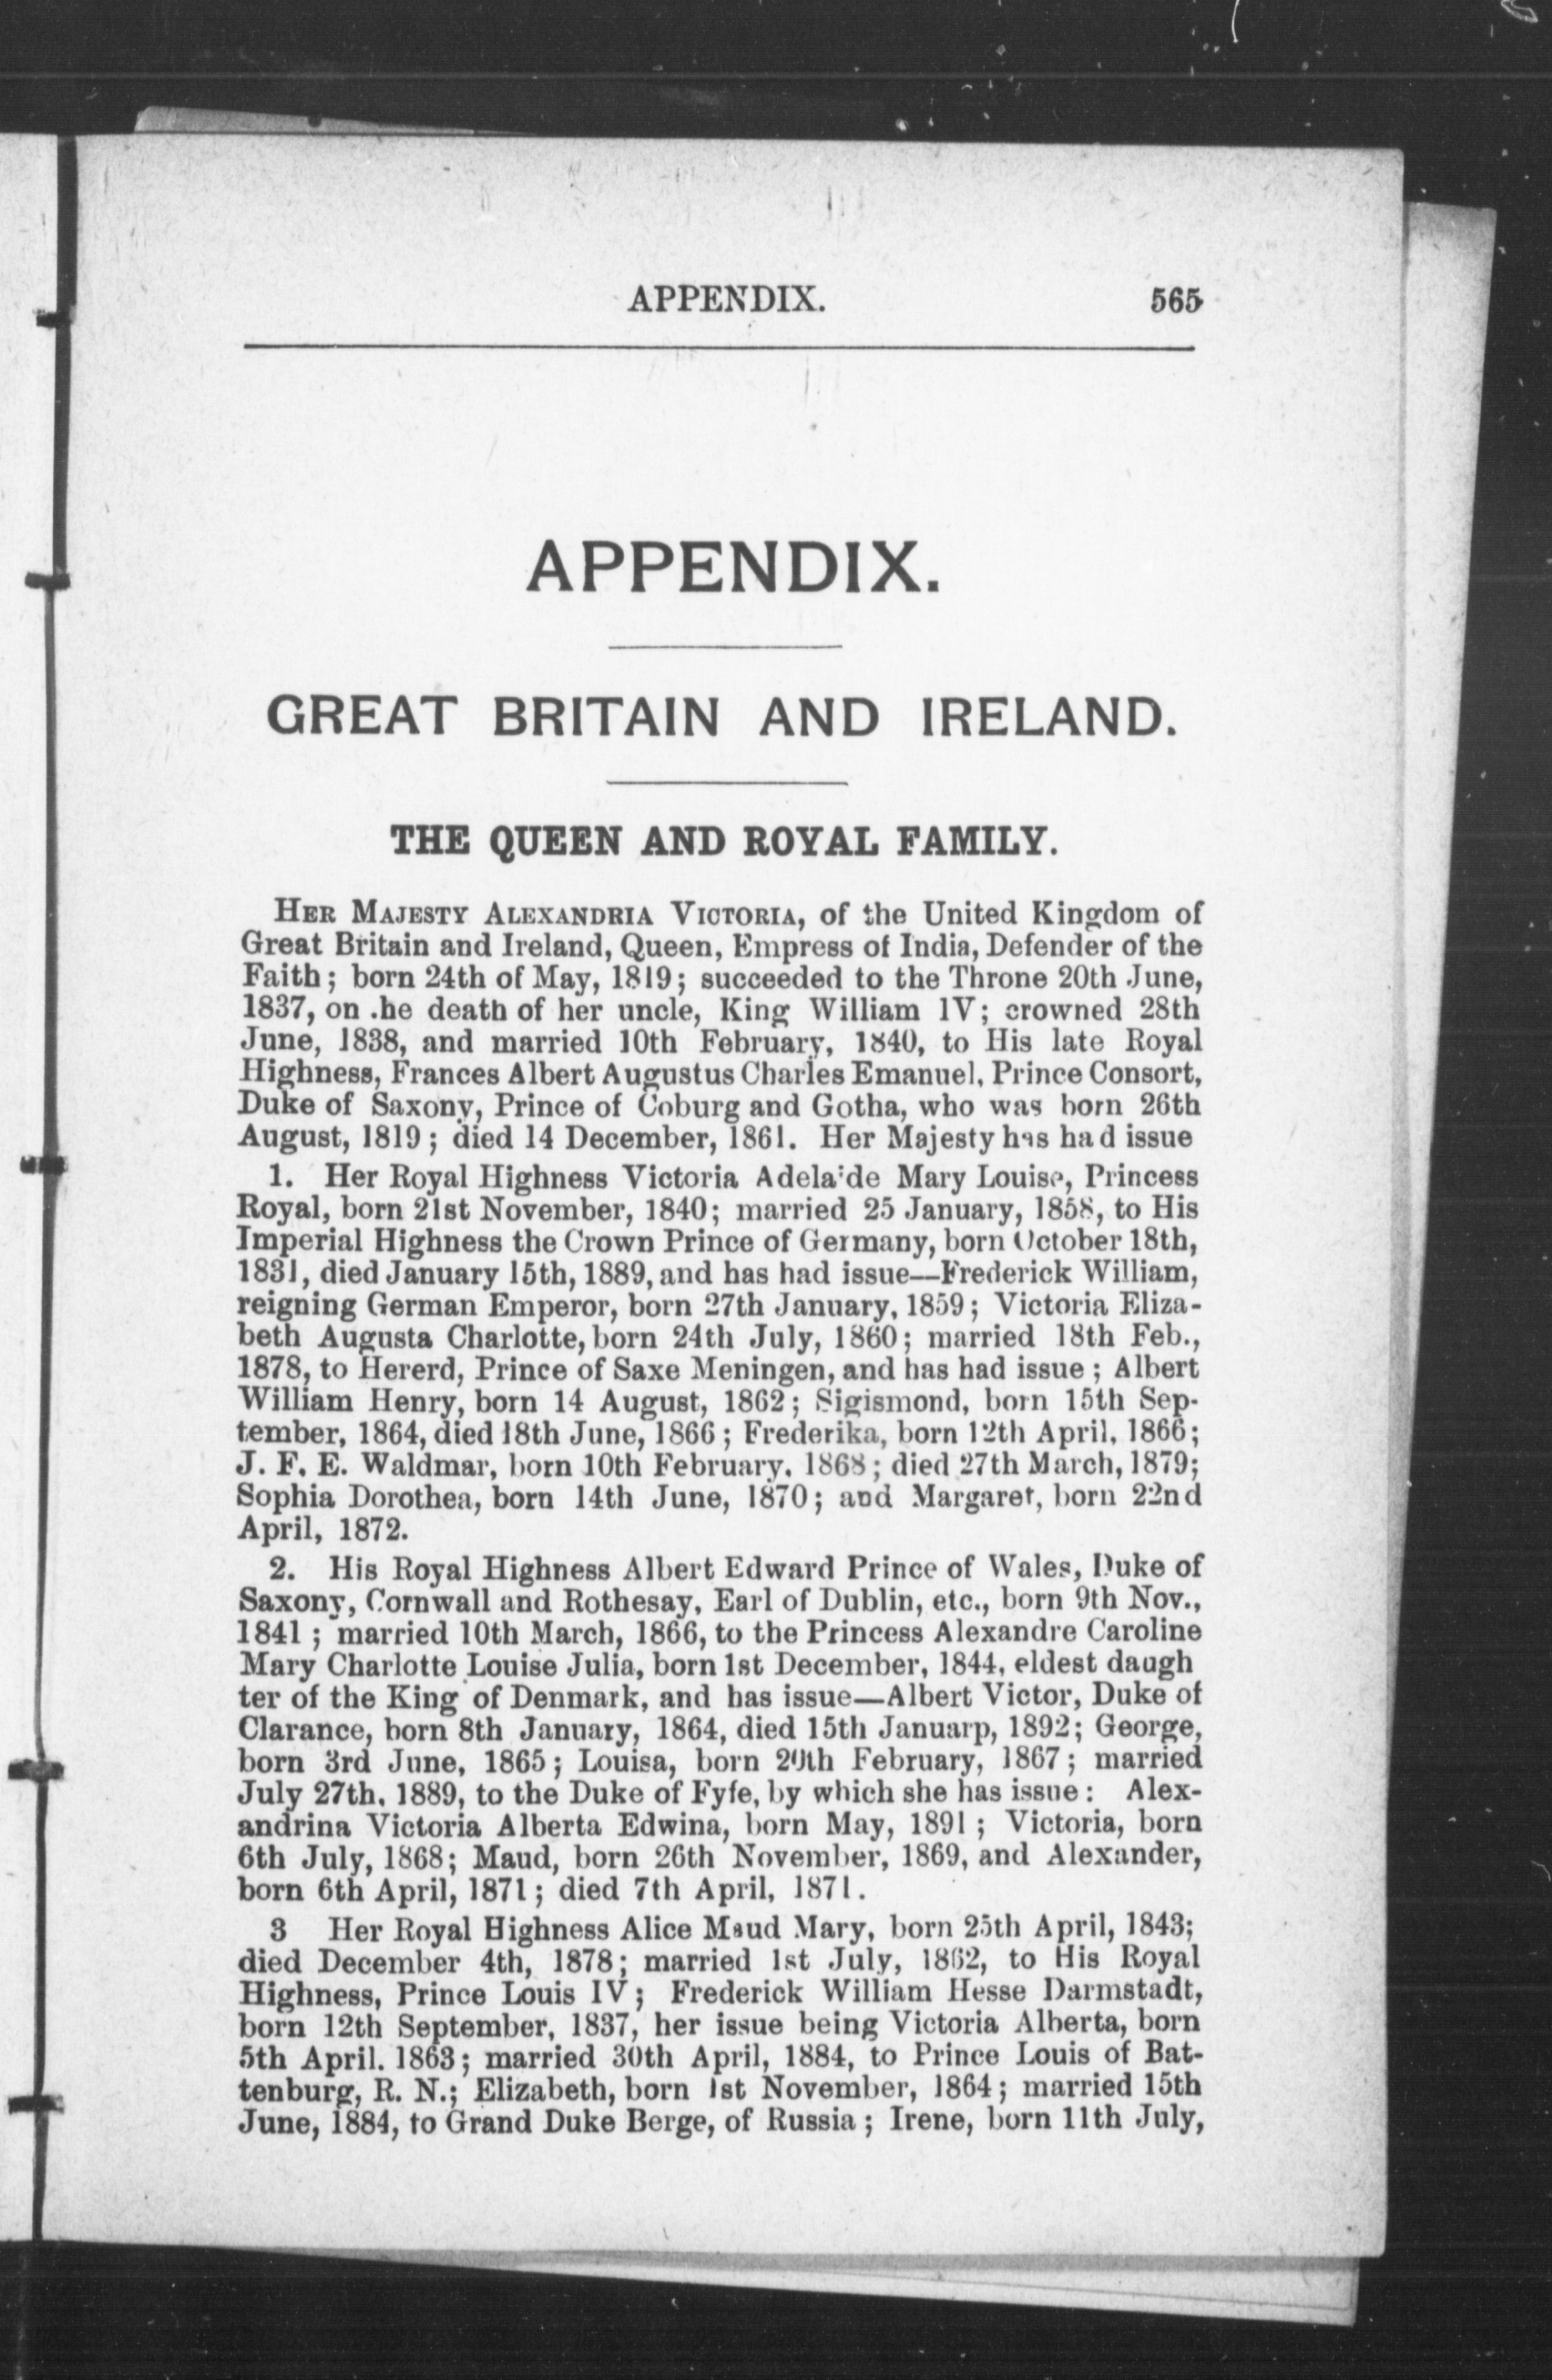 APPENDIX. 565
APPENDIX.
GREAT BRITAIN AND IRELAND.
THE QUEEN AND ROYAL FAMILY.
HER MAJESTY ALEXANDRIA VICTORIA, of the United Kingdom of
Great Britain and Ireland, Queen, Empress of India, Defender of the
Faith; born 24th of May, 1819; succeeded to the Throne 20th June,
1837, on .he death of her uncle, King William IV; crowned 28th
June, 1838, and married 10th February, 1840, to His late Royal
Highness, Frances Albert Augustus Charles Emanuel, Prince Consort,
Duke of Saxony, Prince of Coburg and Gotha, who was born 26th
August, 1819; died 14 December, 1861. Her Majesty has had issue
1. Her Royal Highness Victoria Adelaide Mary Louise, Princess
Royal, born 21st November, 1840; married 25 January, 1858, to His
Imperial Highness the Crown Prince of Germany, born October 18th,
1831, died January 15th, 1889, and has had issue—Frederick William,
reigning German Emperor, born 27th January, 1859; Victoria Eliza-
beth Augusta Charlotte, born 24th July, 1860; married 18th Feb.,
1878, to Hererd, Prince of Saxe Meningen, and has had issue; Albert
William Henry, born 14 August, 1862; Sigismond, born 15th Sep-
tember, 1864, died 18th June, 1866; Frederika, born 12th April, 1866;
J. F. E. Waldmar, born 10th February. 1868; died 27th March, 1879;
Sophia Dorothea, born 14th June, 1870; and Margaret, born 22nd
April, 1872.
2. His Royal Highness Albert Edward Prince of Wales, Duke of
Saxony, Cornwall and Rothesay, Earl of Dublin, etc., born 9th Nov.,
1841; married 10th March, 1866, to the Princess Alexandre Caroline
Mary Charlotte Louise Julia, born 1st December, 1844, eldest daugh
ter of the King of Denmark, and has issue—Albert Victor, Duke of
Clarance, born 8th January, 1864, died 15th Januarp, 1892; George,
born 3rd June, 1865; Louisa, born 20th February, 1867; married
July 27th, 1889, to the Duke of Fyfe, by which she has issue: Alex-
andrina Victoria Alberta Edwina, born May, 1891; Victoria, born
6th July, 1868; Maud, born 26th November, 1869, and Alexander,
born 6th April, 1871; died 7th April, 1871.
3 Her Royal Highness Alice Maud Mary, born 25th April, 1843;
died December 4th, 1878; married 1st July, 1862, to His Royal
Highness, Prince Louis IV; Frederick William Hesse Darmstadt,
born 12th September, 1837, her issue being Victoria Alberta, born
5th April. 1863; married 30th April, 1884, to Prince Louis of Bat-
tenburg, R. N.; Elizabeth, born 1st November, 1864; married 15th
June, 1884, to Grand Duke Berge, of Russia; Irene, born 11th July,